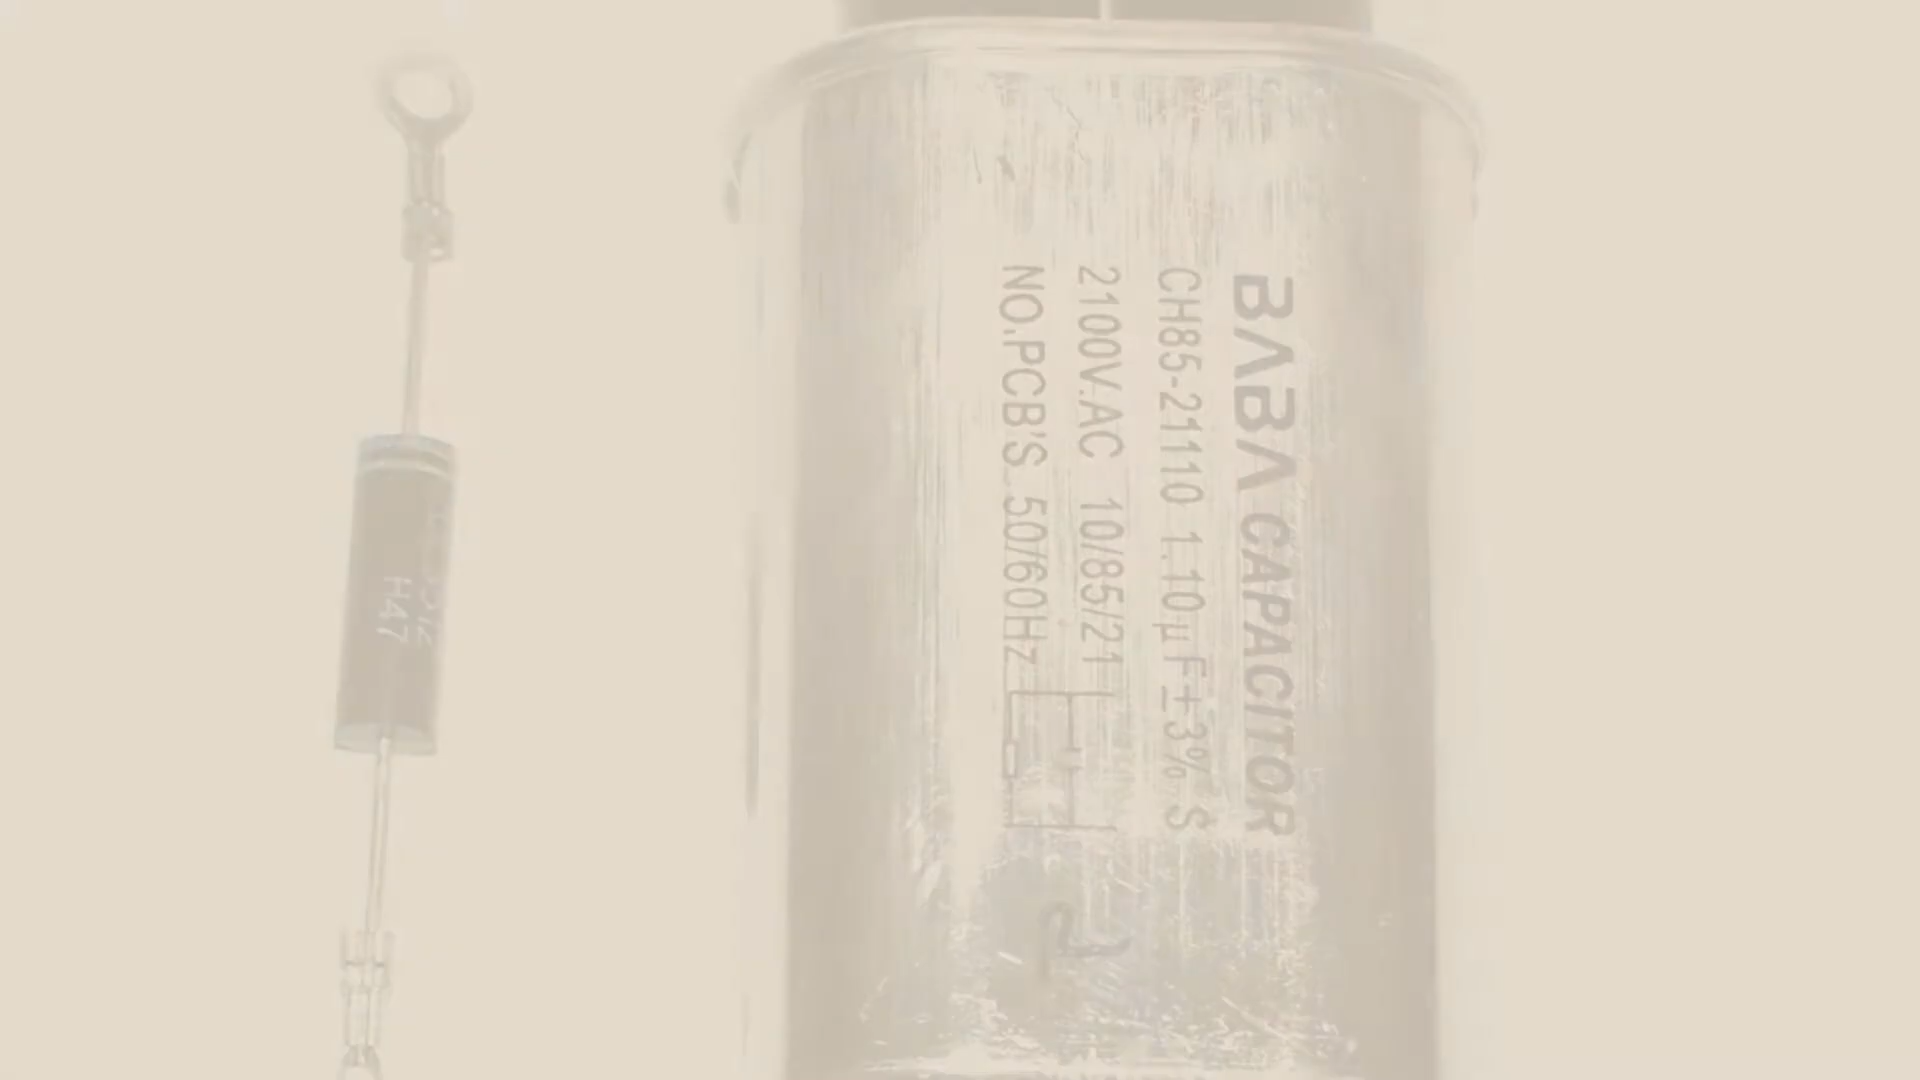 BABA CAPACITOR
CH85-21110 1.10µF±3% S
2100V.AC 10/85/21
NO.PCB'S 50/60Hz
H47